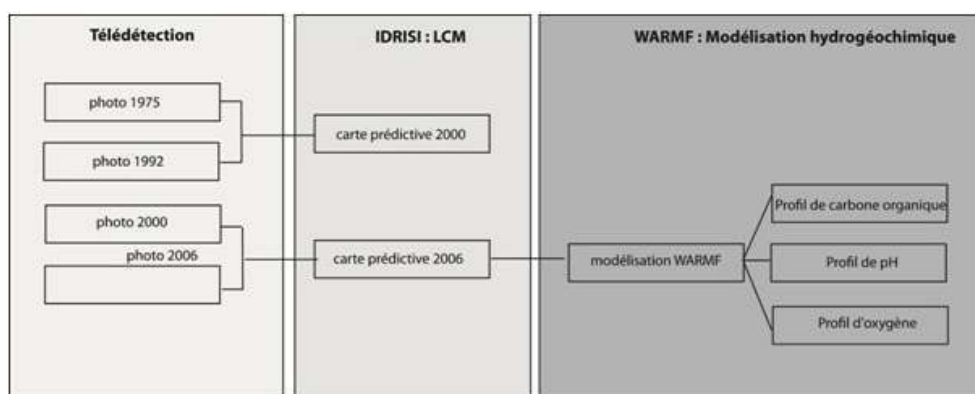 Télédétection
photo 1975
photo 1992
photo 2000
photo 2006
IDRISI : LCM
carte prédictive 2000
carte prédictive 2006
WARMF : Modélisation hydrogéochimique
modélisation WARMF
Profil de carbone organique
Profil de pH
Profil d'oxygène